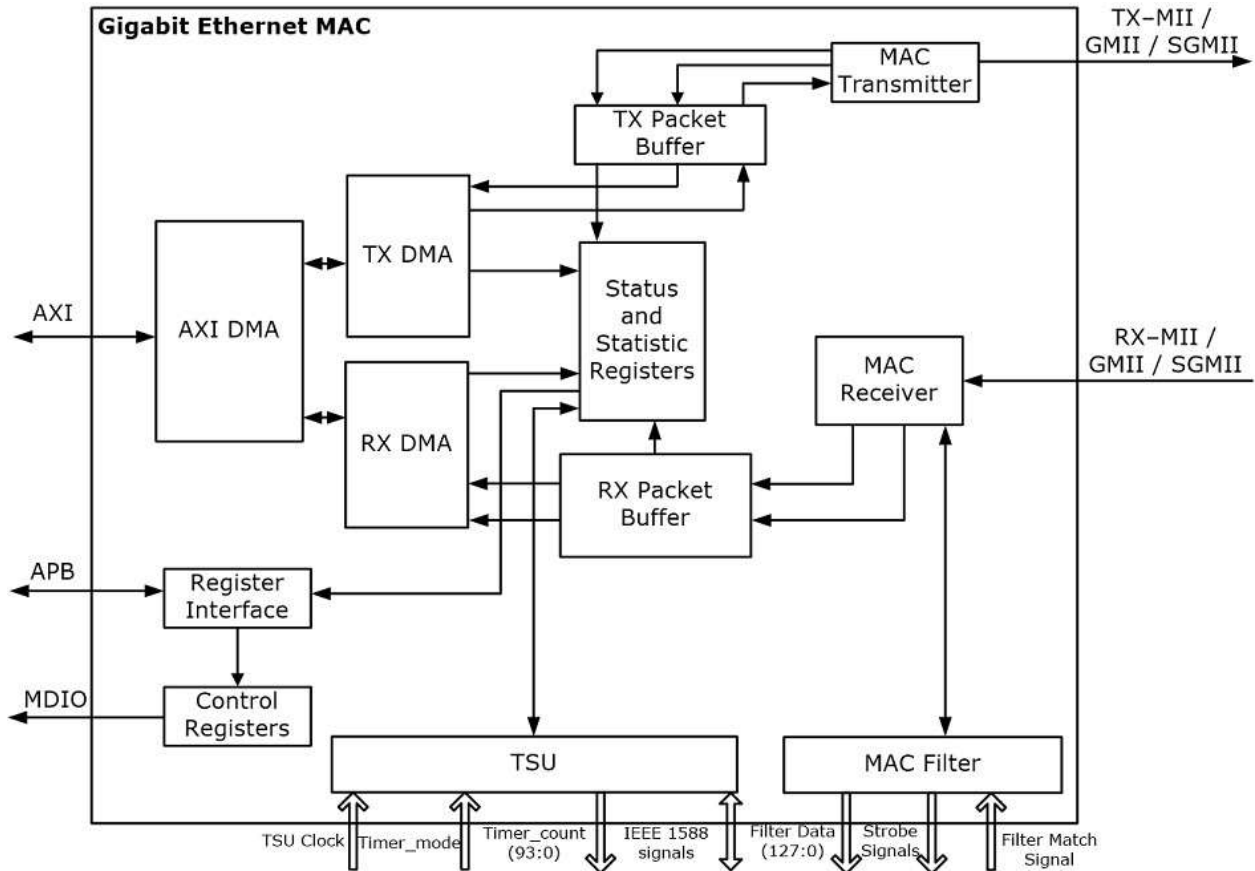 Gigabit Ethernet MAC
TX–MII /
GMII / SGMII
MAC
Transmitter
TX Packet
Buffer
TX DMA
AXI
AXI DMA
Status
and
Statistic
Registers
RX–MII /
GMII / SGMII
MAC
Receiver
RX DMA
RX Packet
Buffer
APB
Register
Interface
MDIO
Control
Registers
TSU
MAC Filter
TSU Clock
Timer_mode
Timer_count
(93:0)
IEEE 1588
signals
Filter Data
(127:0)
Strobe
Signals
Filter Match
Signal